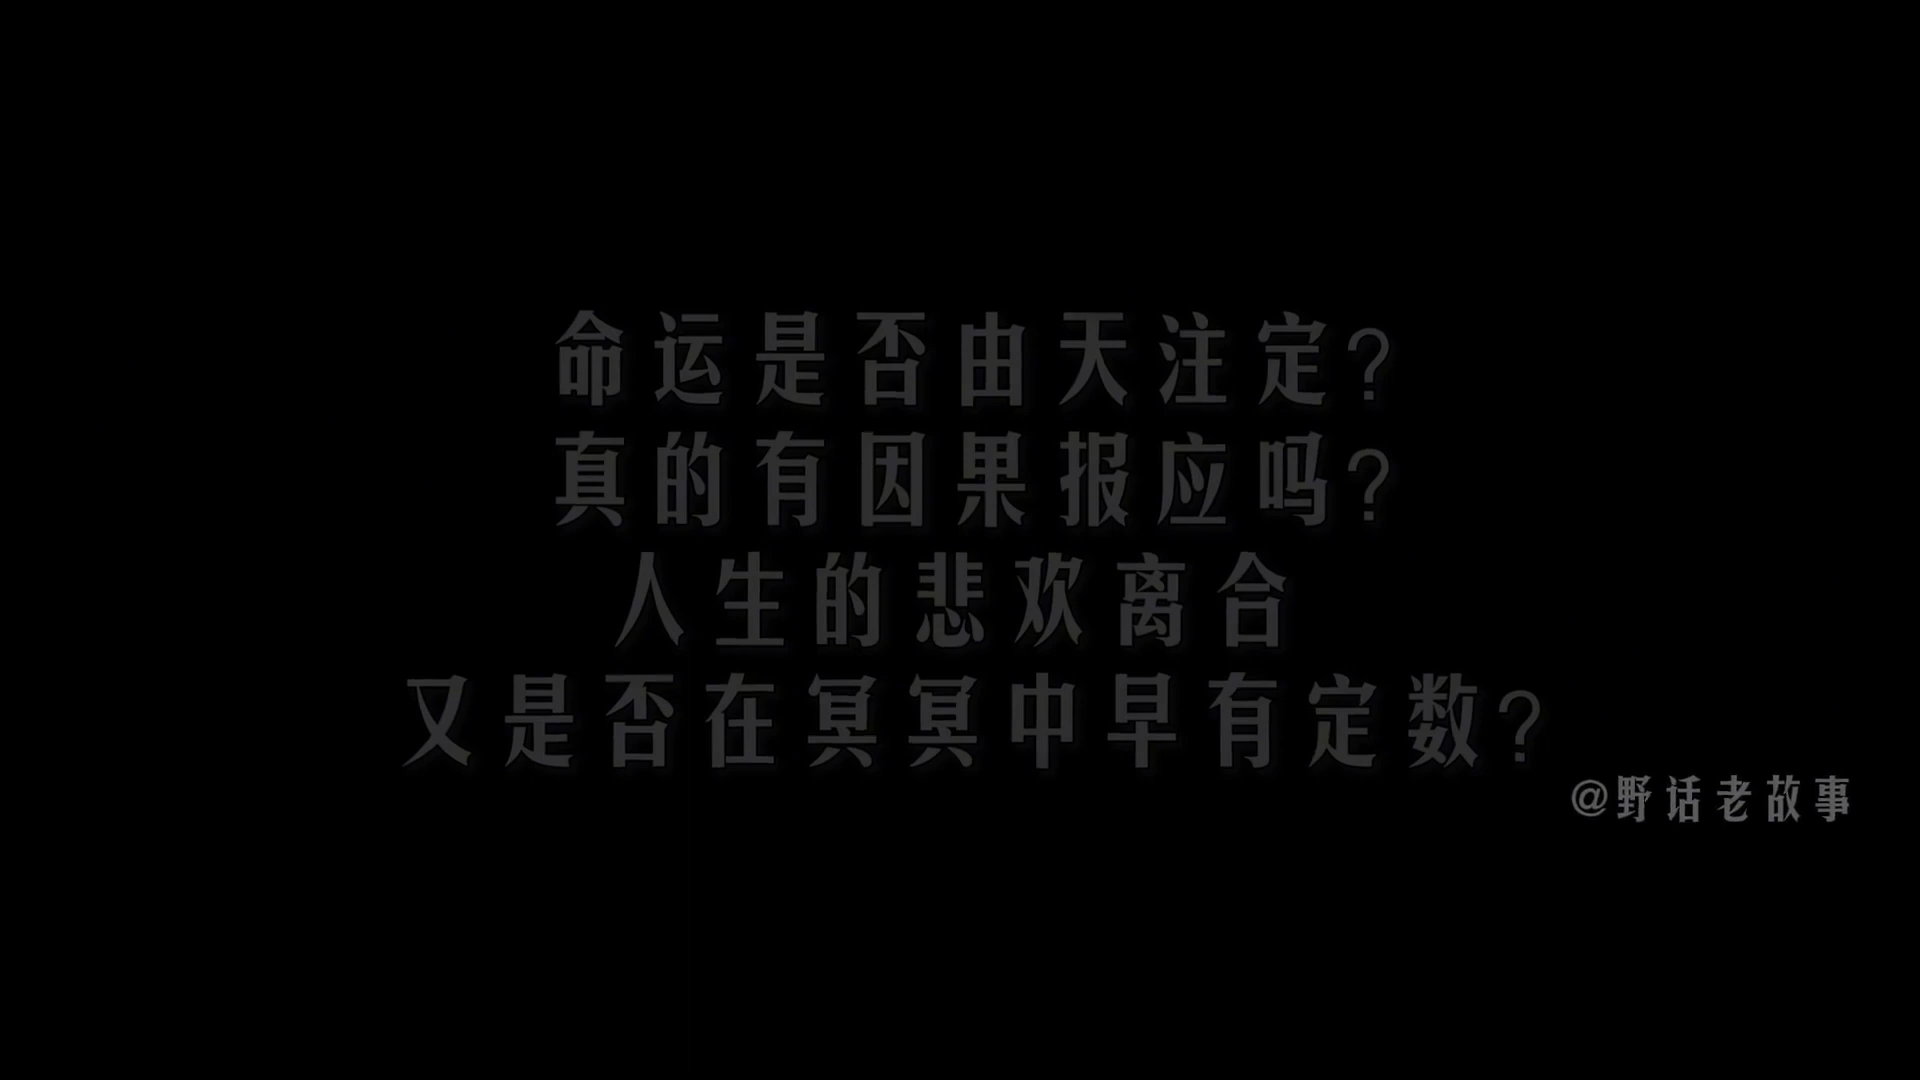 命运是否由天注定?
真的有因果报应吗?
人生的悲欢离合
又是否在冥冥中早有定数?
@野话老故事